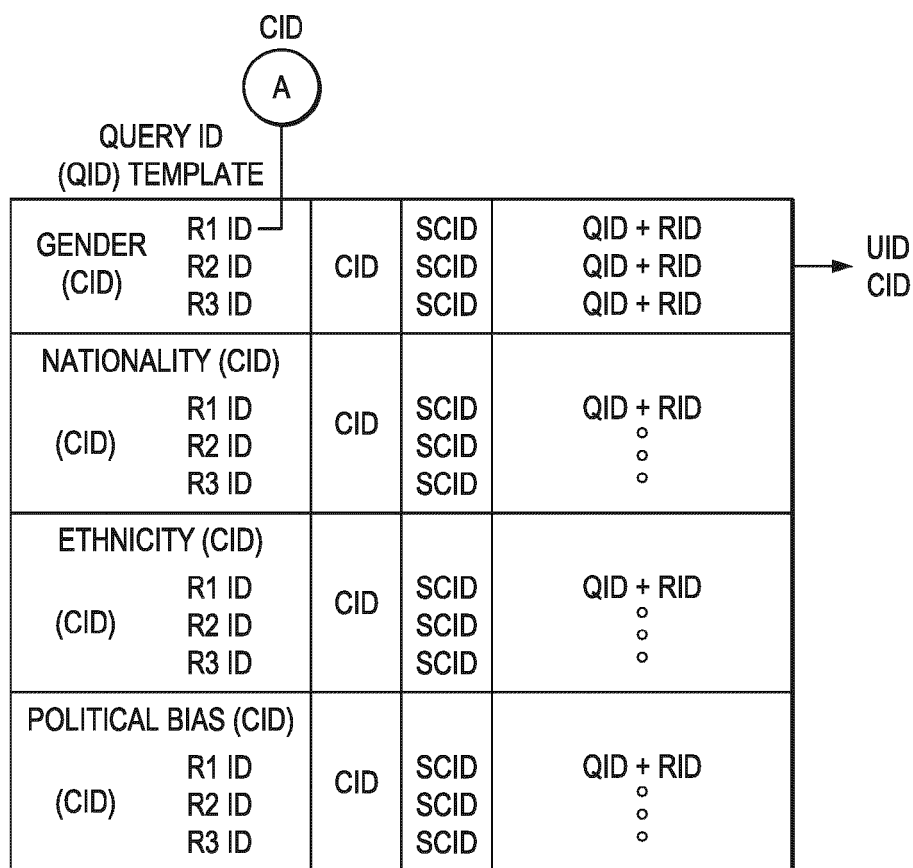 CID
A
QUERY ID
(QID) TEMPLATE
GENDER (CID) R1 ID CID SCID QID + RID
R2 ID SCID QID + RID
R3 ID SCID QID + RID
UID
CID
NATIONALITY (CID)
(CID) R1 ID CID SCID QID + RID
R2 ID SCID
R3 ID SCID
ETHNICITY (CID)
(CID) R1 ID CID SCID QID + RID
R2 ID SCID
R3 ID SCID
POLITICAL BIAS (CID)
(CID) R1 ID CID SCID QID + RID
R2 ID SCID
R3 ID SCID